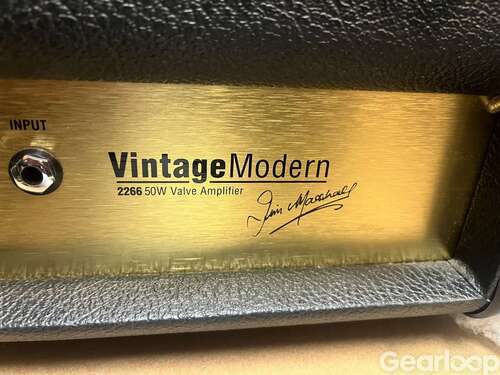 INPUT
VintageModern
2266 50W Valve Amplifier
Jim Marshall
Gearloop